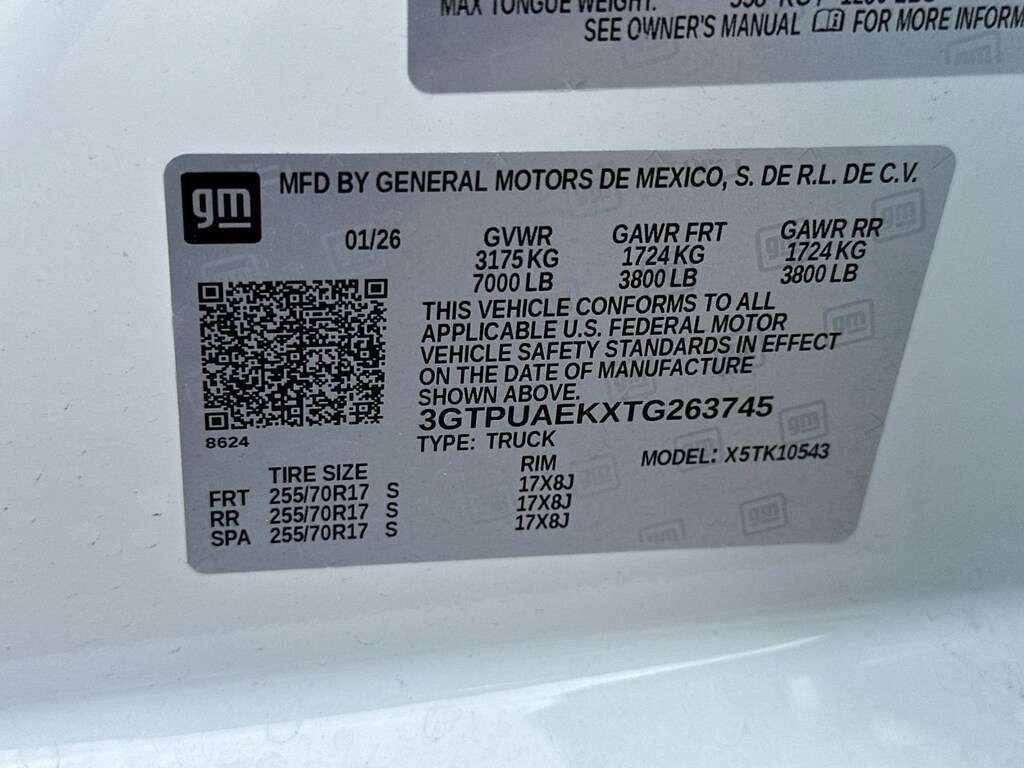 MAX TONGUE WEIGHT:
SEE OWNER'S MANUAL FOR MORE INFORM
gm
MFD BY GENERAL MOTORS DE MEXICO, S. DE R.L. DE C.V.
01/26 GVWR GAWR FRT GAWR RR
3175 KG 1724 KG 1724 KG
7000 LB 3800 LB 3800 LB
THIS VEHICLE CONFORMS TO ALL
APPLICABLE U.S. FEDERAL MOTOR
VEHICLE SAFETY STANDARDS IN EFFECT
ON THE DATE OF MANUFACTURE
SHOWN ABOVE.
3GTPUAEKXTG263745
8624
TYPE: TRUCK
MODEL: X5TK10543
TIRE SIZE RIM
FRT 255/70R17 S 17X8J
RR 255/70R17 S 17X8J
SPA 255/70R17 S 17X8J